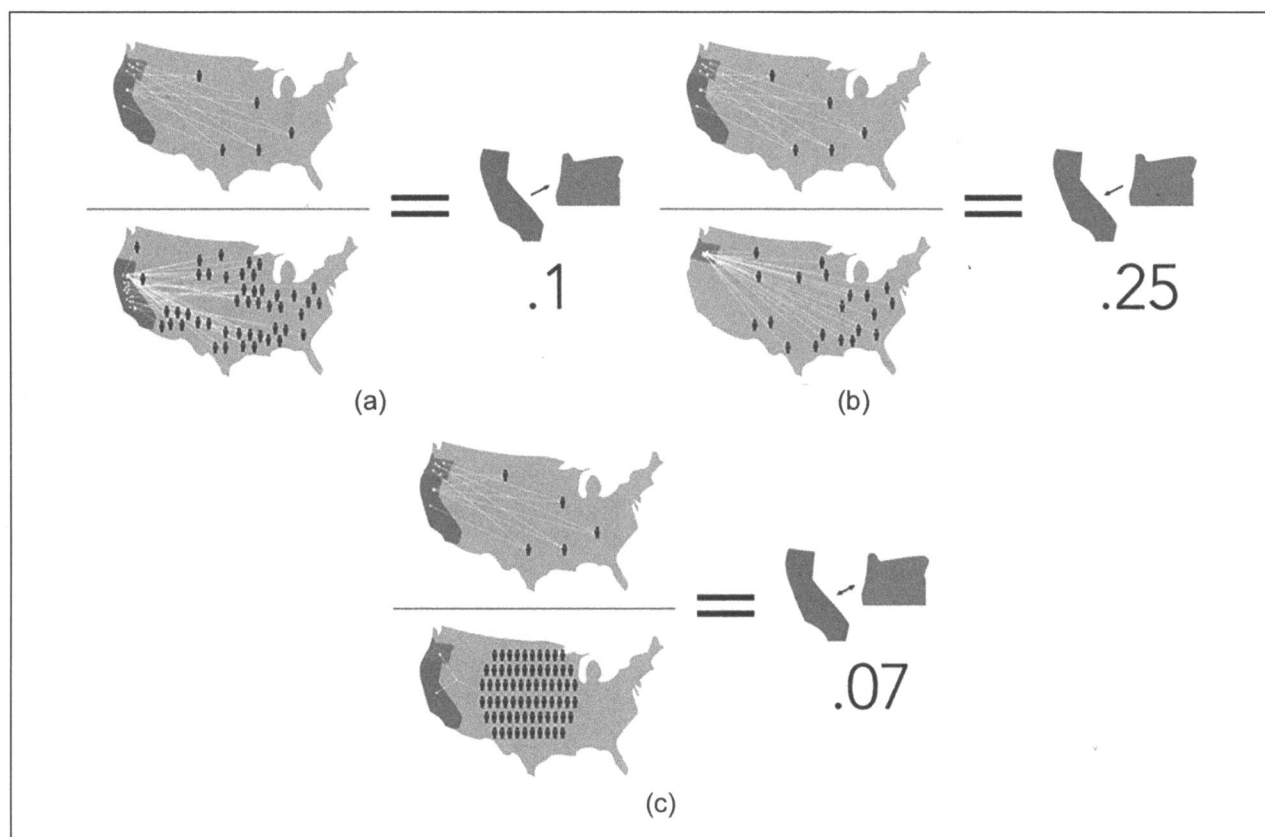 = .1
= .25
(a)
(b)
= .07
(c)